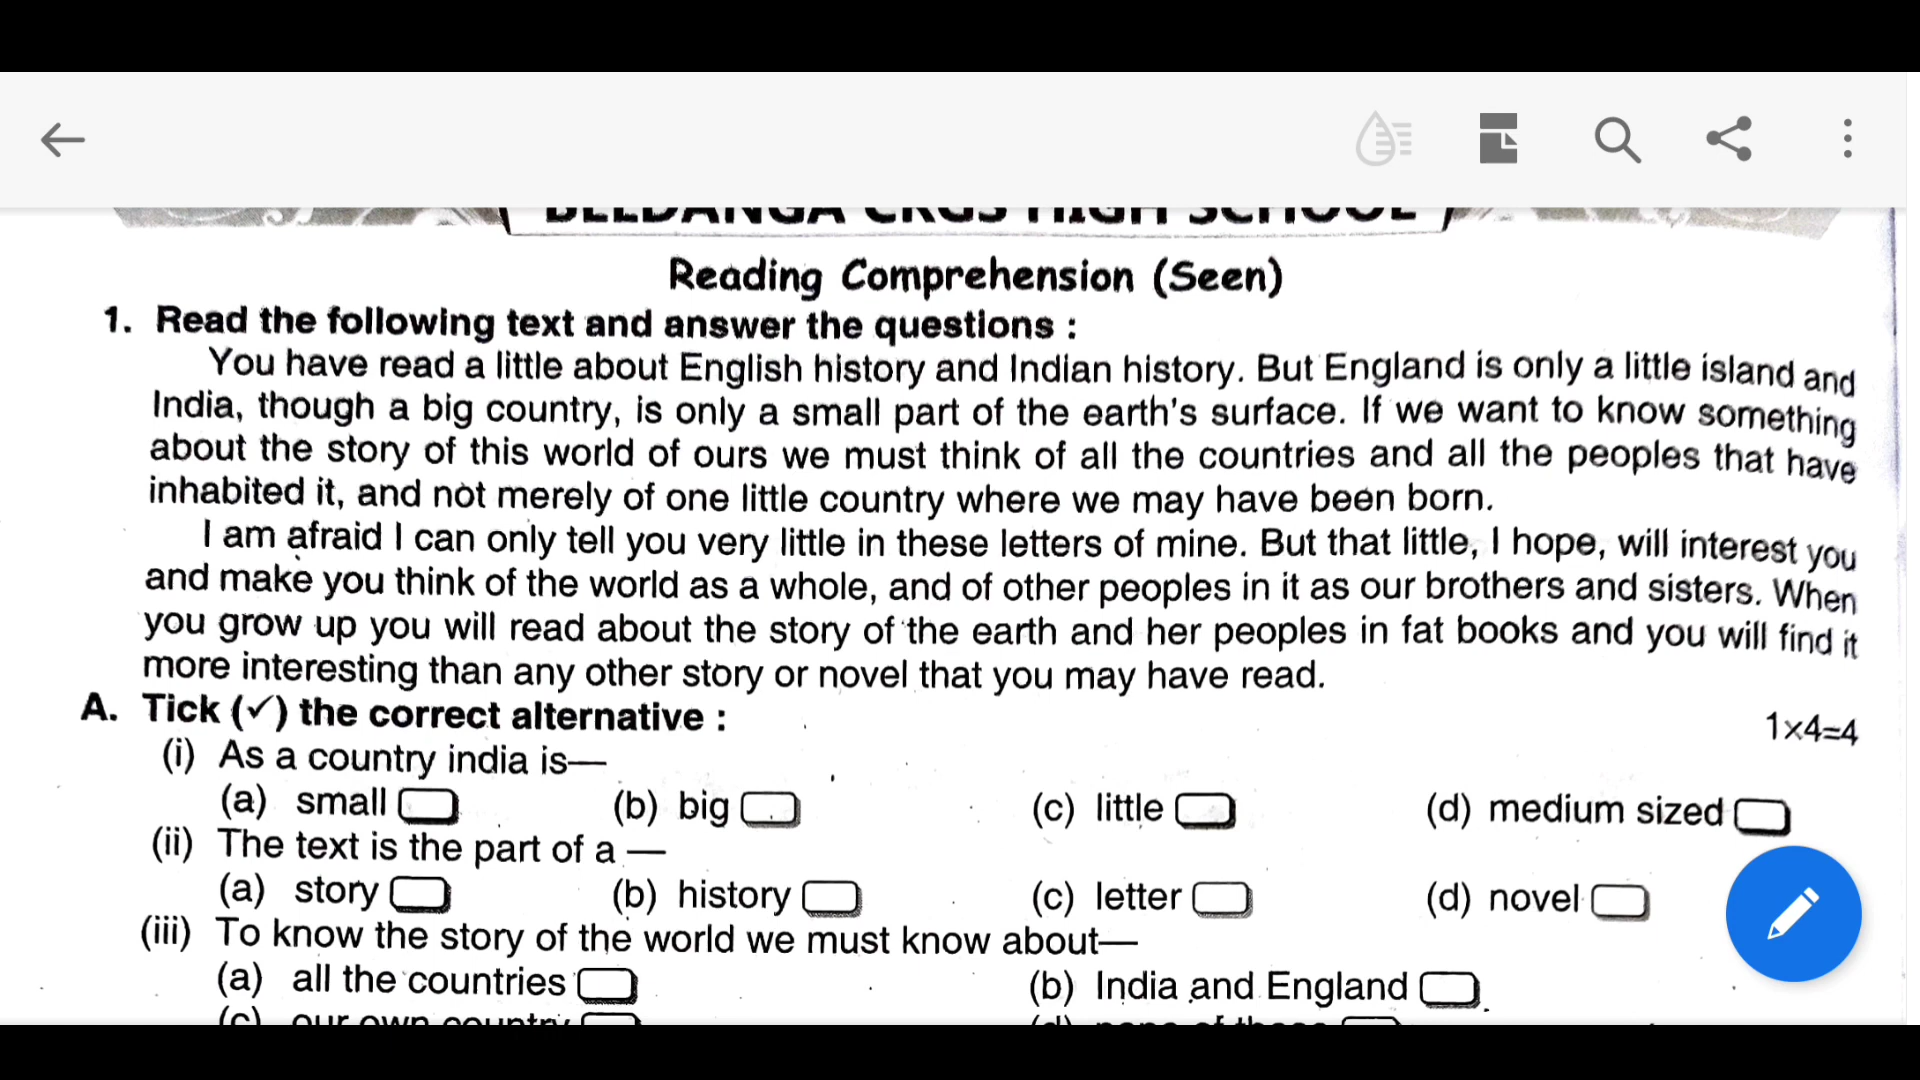 BELDANGA CRGS HIGH SCHOOL
Reading Comprehension (Seen)
1. Read the following text and answer the questions :
You have read a little about English history and Indian history. But England is only a little island and
India, though a big country, is only a small part of the earth's surface. If we want to know something
about the story of this world of ours we must think of all the countries and all the peoples that have
inhabited it, and not merely of one little country where we may have been born.
I am afraid I can only tell you very little in these letters of mine. But that little, I hope, will interest you
and make you think of the world as a whole, and of other peoples in it as our brothers and sisters. When
you grow up you will read about the story of the earth and her peoples in fat books and you will find it
more interesting than any other story or novel that you may have read.
A. Tick (✓) the correct alternative : 1×4=4
(i) As a country india is—
(a) small (b) big (c) little (d) medium sized
(ii) The text is the part of a —
(a) story (b) history (c) letter (d) novel
(iii) To know the story of the world we must know about—
(a) all the countries (b) India and England
(c) our own country (d) none of these